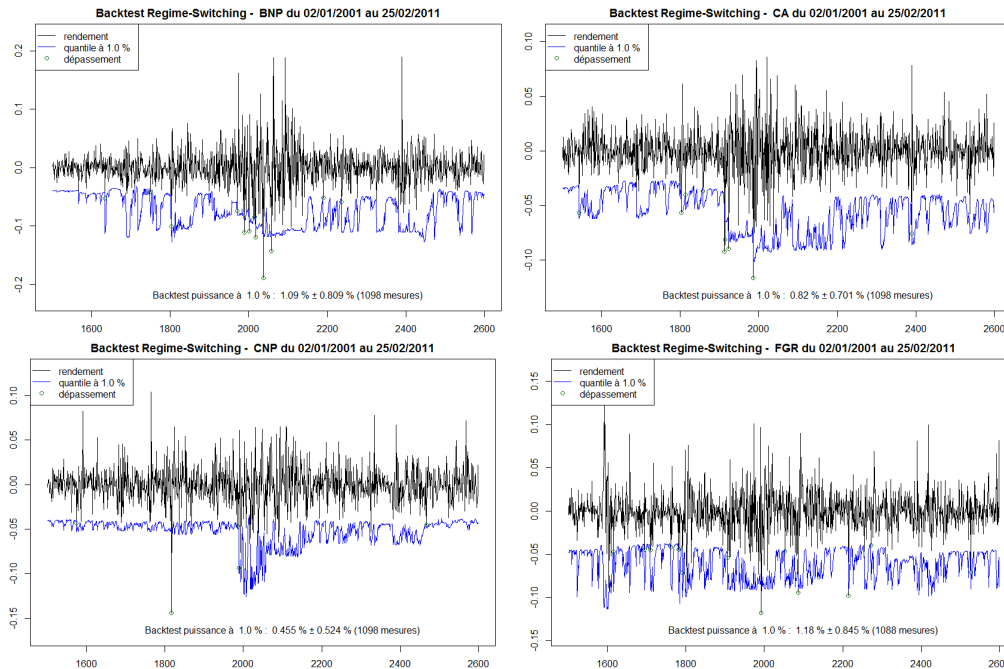 Backtest Regime-Switching - BNP du 02/01/2001 au 25/02/2011
rendement
quantile à 1.0 %
dépassement
0.2
0.1
0.0
-0.1
-0.2
Backtest puissance à 1.0 % : 1.09 % ± 0.809 % (1098 mesures)
1600 1800 2000 2200 2400 2600
Backtest Regime-Switching - CA du 02/01/2001 au 25/02/2011
rendement
quantile à 1.0 %
dépassement
0.10
0.05
0.00
-0.05
-0.10
Backtest puissance à 1.0 % : 0.82 % ± 0.701 % (1098 mesures)
1600 1800 2000 2200 2400 2600
Backtest Regime-Switching - CNP du 02/01/2001 au 25/02/2011
rendement
quantile à 1.0 %
dépassement
0.10
0.05
0.00
-0.05
-0.10
-0.15
Backtest puissance à 1.0 % : 0.455 % ± 0.524 % (1098 mesures)
1600 1800 2000 2200 2400 2600
Backtest Regime-Switching - FGR du 02/01/2001 au 25/02/2011
rendement
quantile à 1.0 %
dépassement
0.15
0.10
0.05
0.00
-0.05
-0.10
-0.15
Backtest puissance à 1.0 % : 1.18 % ± 0.845 % (1088 mesures)
1600 1800 2000 2200 2400 2600